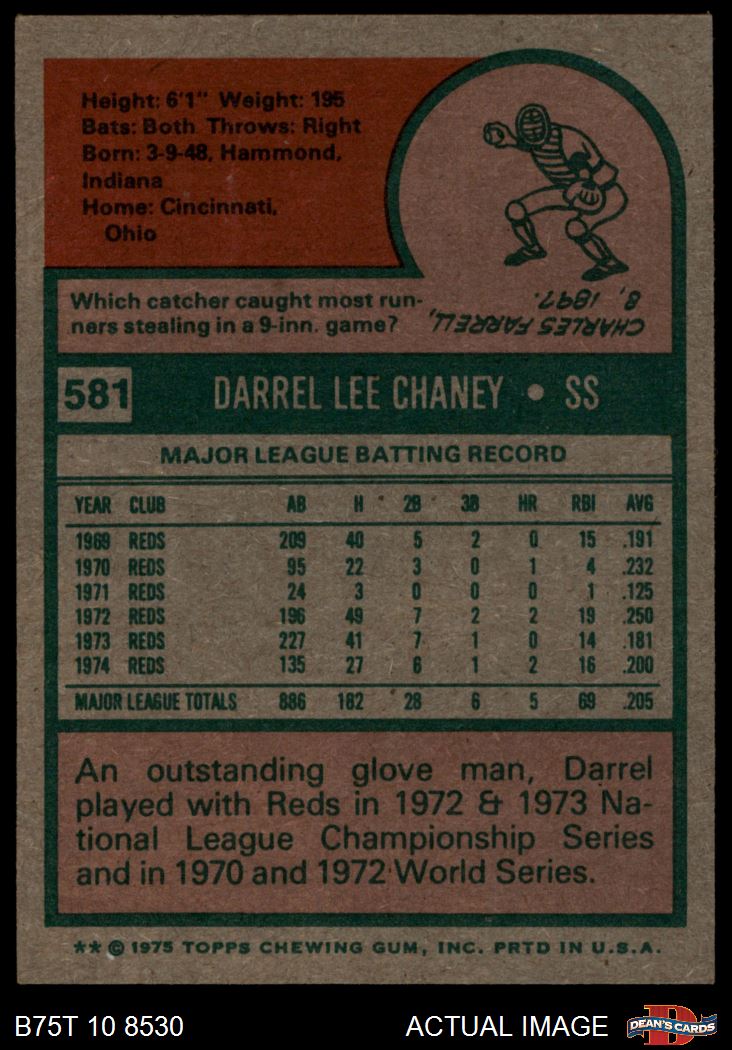 Height: 6'1" Weight: 195
Bats: Both Throws: Right
Born: 3-9-48, Hammond,
Indiana
Home: Cincinnati,
Ohio
Which catcher caught most run-
ners stealing in a 9-inn. game?
CHARLES FARRELL,
8, 1897.
581 DARREL LEE CHANEY • SS
MAJOR LEAGUE BATTING RECORD
YEAR CLUB AB H 2B 3B HR RBI AVG
1969 REDS 209 40 5 2 0 15 .191
1970 REDS 95 22 3 0 1 4 .232
1971 REDS 24 3 0 0 0 1 .125
1972 REDS 196 49 7 2 2 19 .250
1973 REDS 227 41 7 1 0 14 .181
1974 REDS 135 27 6 1 2 16 .200
MAJOR LEAGUE TOTALS 886 182 28 6 5 69 .205
An outstanding glove man, Darrel
played with Reds in 1972 & 1973 Na-
tional League Championship Series
and in 1970 and 1972 World Series.
** © 1975 TOPPS CHEWING GUM, INC. PRTD IN U.S.A.
B75T 10 8530 ACTUAL IMAGE D DEAN'S CARDS